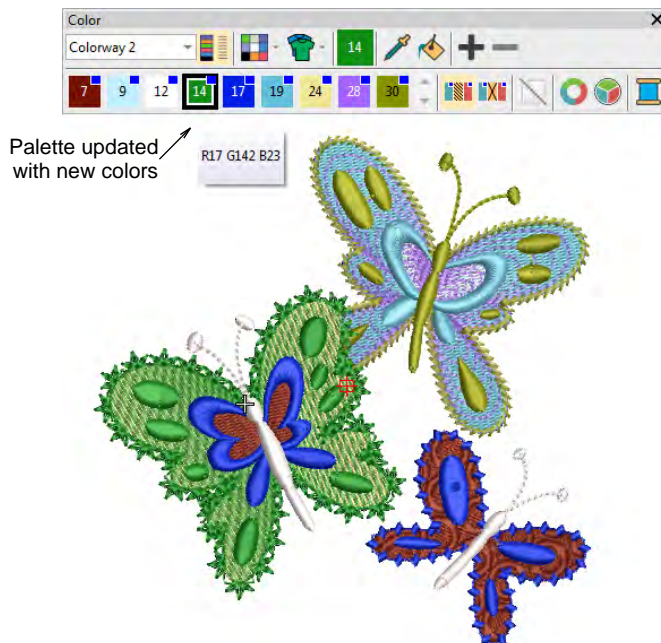 Color
Colorway 2
14
7 9 12 14 17 19 24 28 30
Palette updated
with new colors
R17 G142 B23